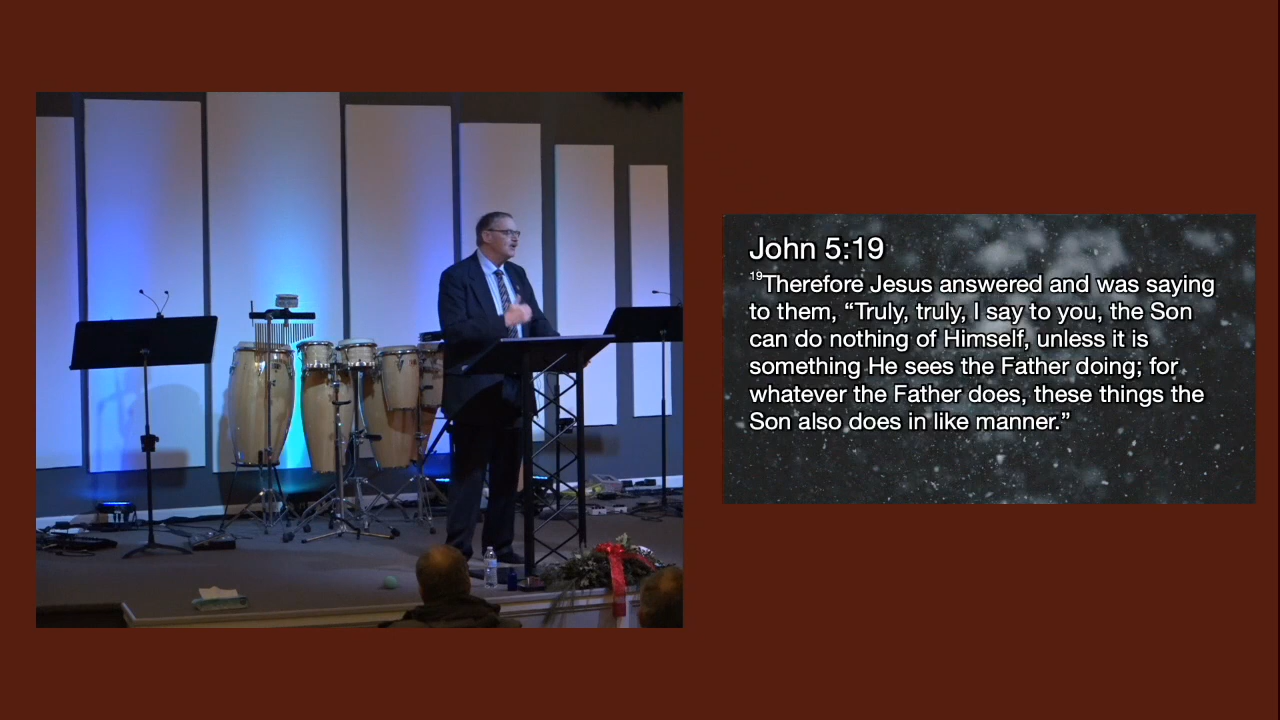 John 5:19
19Therefore Jesus answered and was saying
to them, “Truly, truly, I say to you, the Son
can do nothing of Himself, unless it is
something He sees the Father doing; for
whatever the Father does, these things the
Son also does in like manner.”